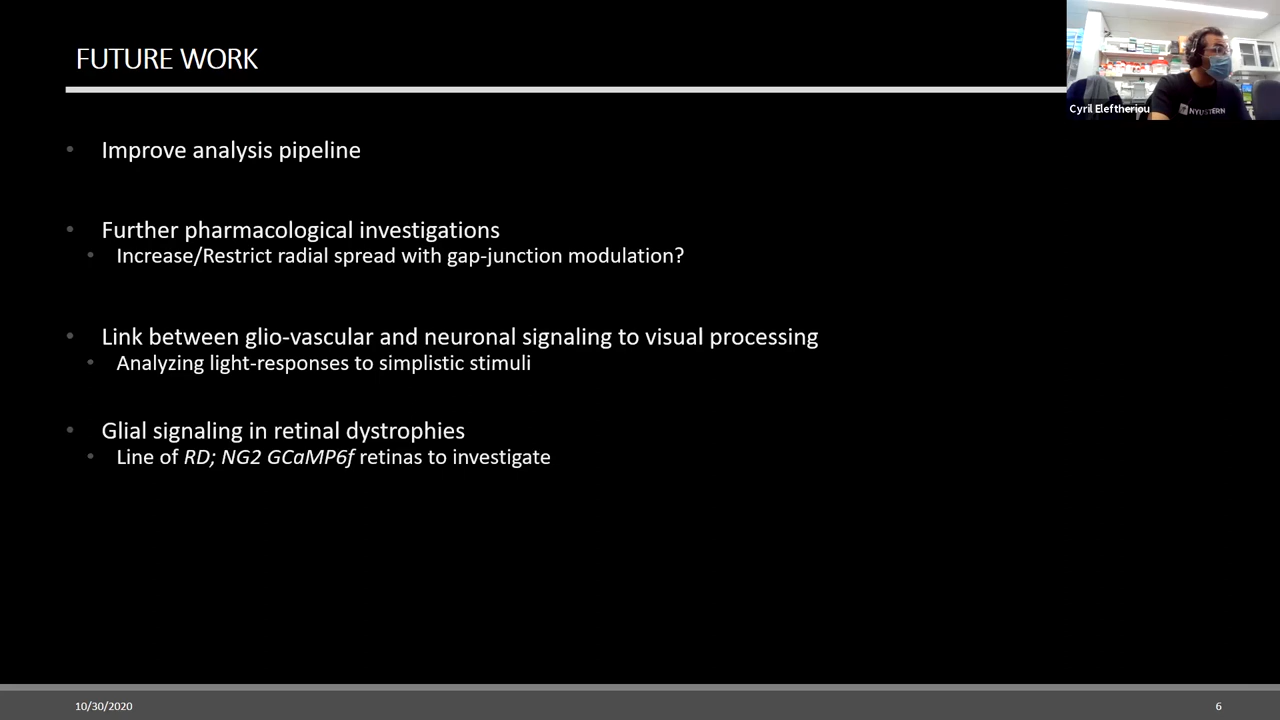 FUTURE WORK
Cyril Eleftheriou
NYU STERN
• Improve analysis pipeline
• Further pharmacological investigations
• Increase/Restrict radial spread with gap-junction modulation?
• Link between glio-vascular and neuronal signaling to visual processing
• Analyzing light-responses to simplistic stimuli
• Glial signaling in retinal dystrophies
• Line of RD; NG2 GCaMP6f retinas to investigate
10/30/2020
6